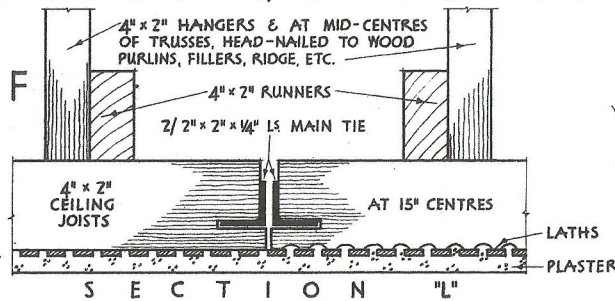 4" x 2" HANGERS & AT MID-CENTRES
OF TRUSSES, HEAD-NAILED TO WOOD
PURLINS, FILLERS, RIDGE, ETC.
F
4" x 2" RUNNERS
2/ 2" x 2" x ¼" Ls MAIN TIE
4" x 2"
CEILING
JOISTS
AT 15" CENTRES
LATHS
PLASTER
SECTION "L"